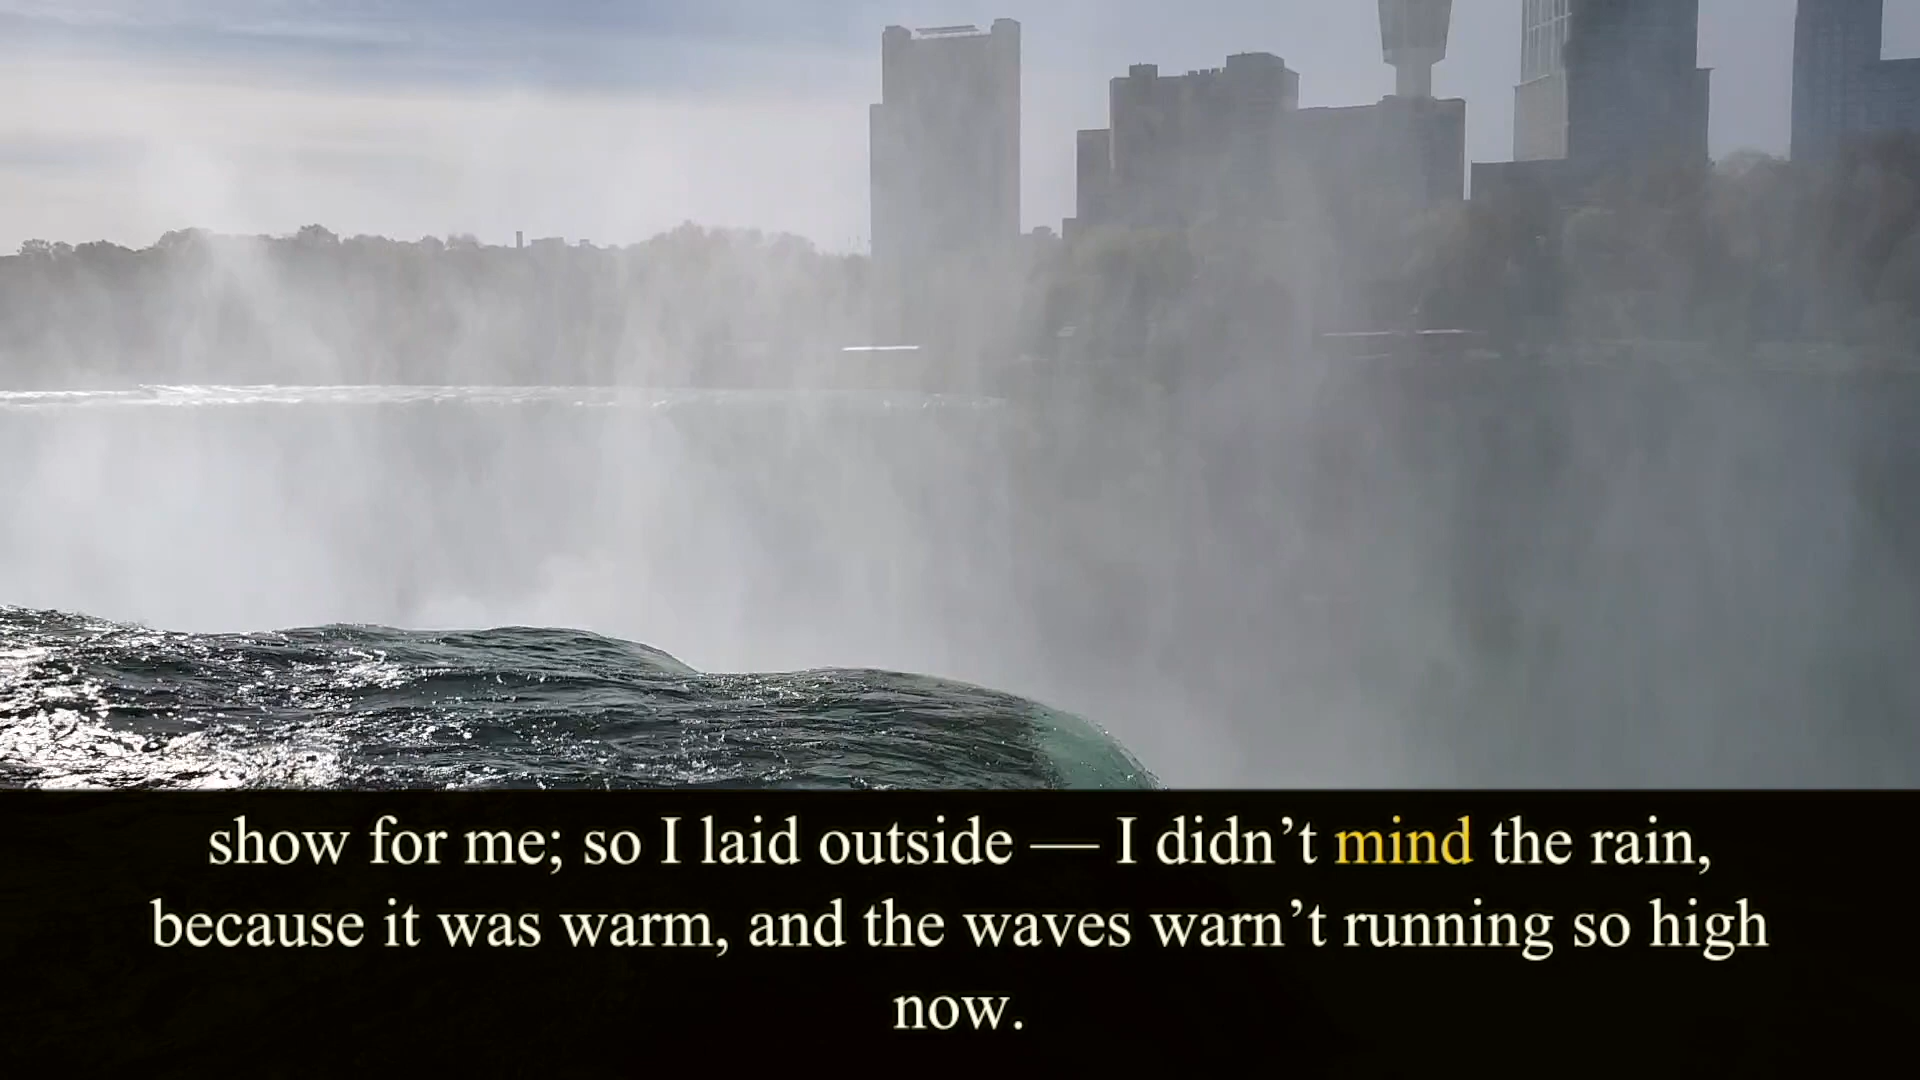 show for me; so I laid outside — I didn’t mind the rain,
because it was warm, and the waves warn’t running so high
now.